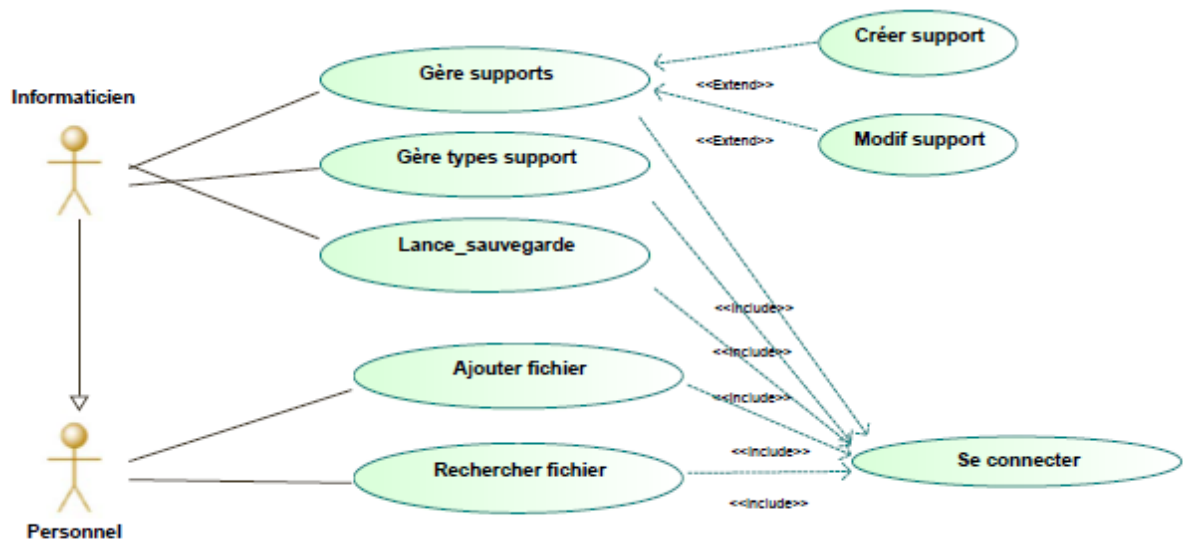 Créer support
Gère supports
<<Extend>>
Informaticien
<<Extend>>
Modif support
Gère types support
Lance_sauvegarde
<<Include>>
<<Include>>
Ajouter fichier
<<Include>>
<<Include>>
Se connecter
Rechercher fichier
<<Include>>
Personnel